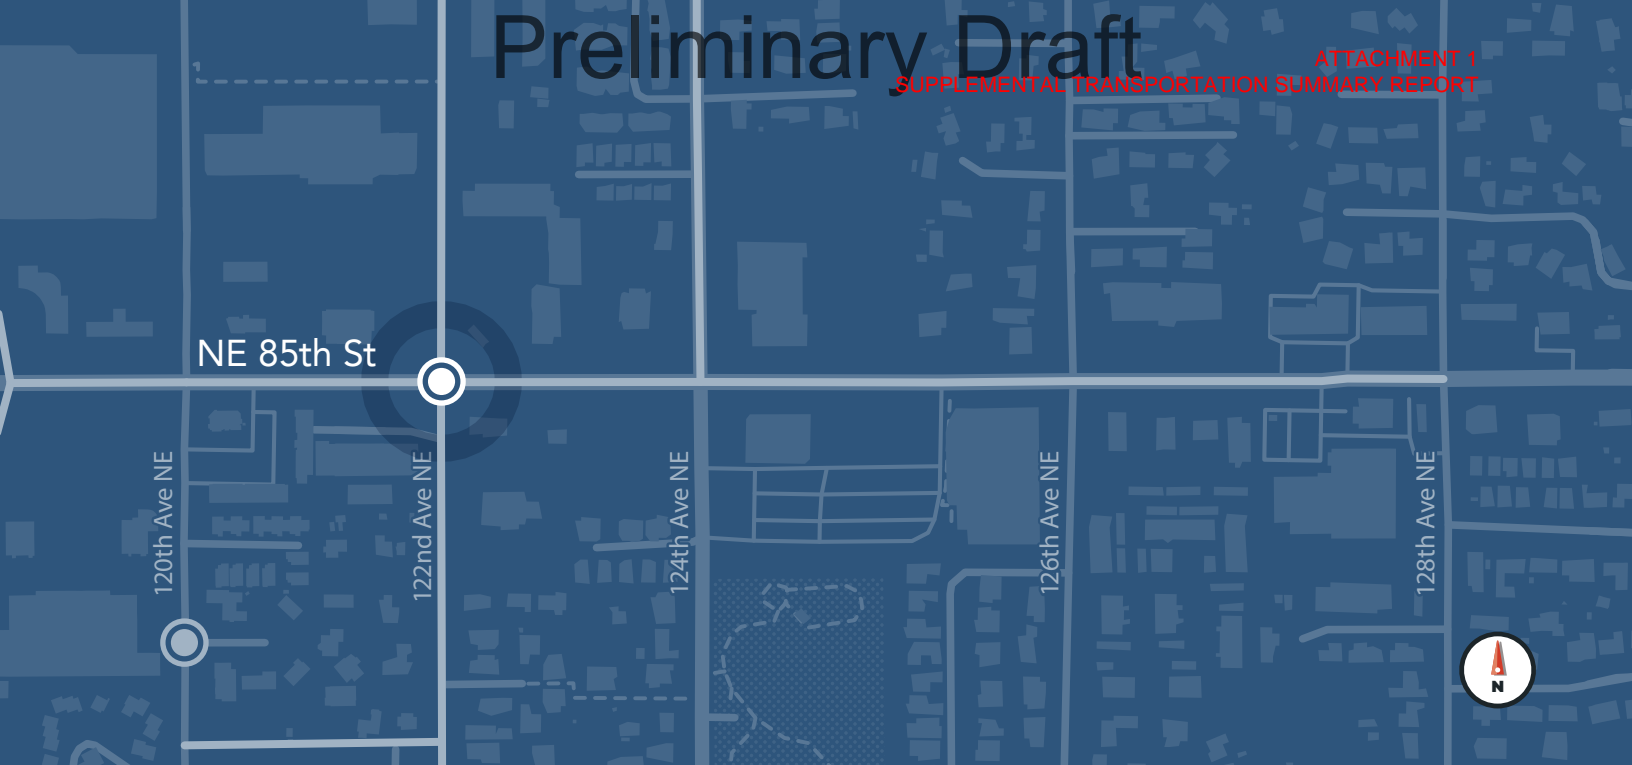 Preliminary Draft
ATTACHMENT 1
SUPPLEMENTAL TRANSPORTATION SUMMARY REPORT
NE 85th St
120th Ave NE
122nd Ave NE
124th Ave NE
126th Ave NE
128th Ave NE
N